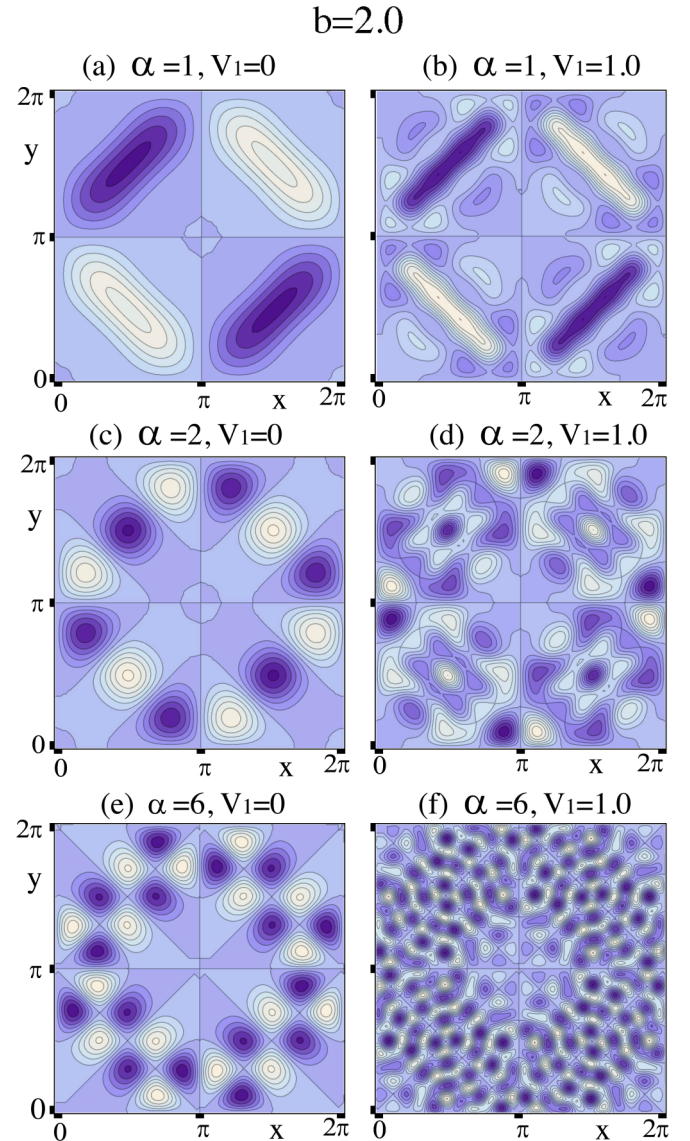 b=2.0
(a) α =1, V₁=0
(b) α =1, V₁=1.0
2π
y
π
0
0
π
x
2π
0
π
x
2π
(c) α =2, V₁=0
(d) α =2, V₁=1.0
2π
y
π
0
0
π
x
2π
0
π
x
2π
(e) α =6, V₁=0
(f) α =6, V₁=1.0
2π
y
π
0
0
π
x
2π
0
π
x
2π